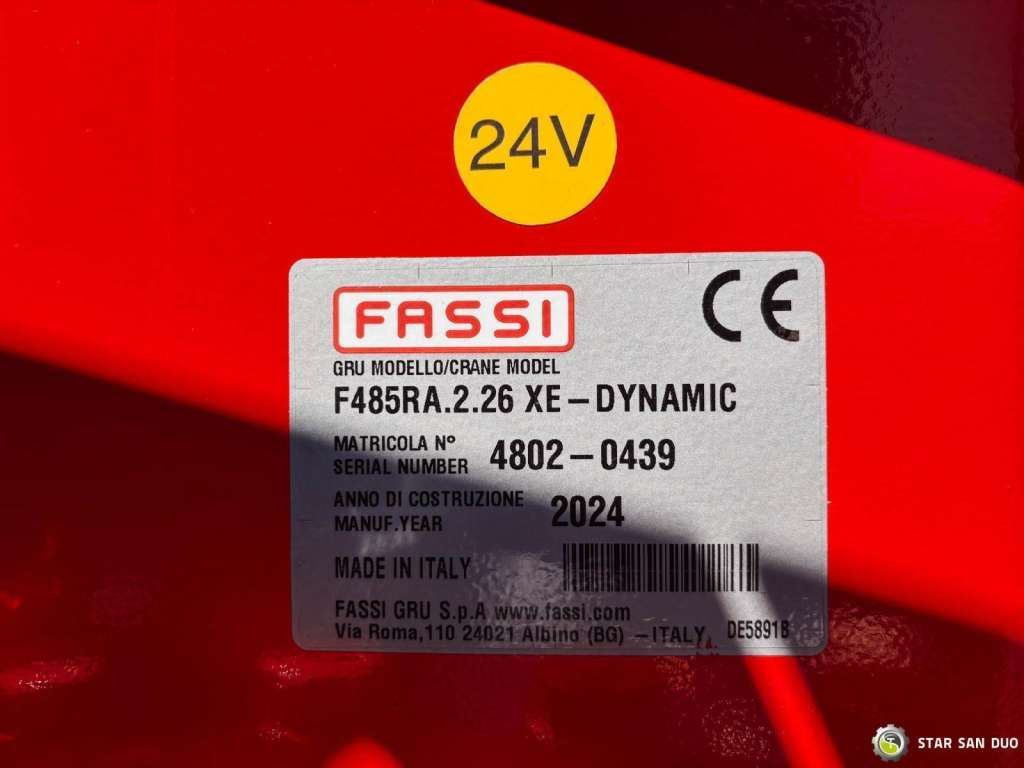 24V
FASSI
CE
GRU MODELLO/CRANE MODEL
F485RA.2.26 XE-DYNAMIC
MATRICOLA N°
SERIAL NUMBER 4802-0439
ANNO DI COSTRUZIONE
MANUF.YEAR 2024
MADE IN ITALY
FASSI GRU S.p.A www.fassi.com
Via Roma,110 24021 Albino (BG) -ITALY
DE5891B
STAR SAN DUO